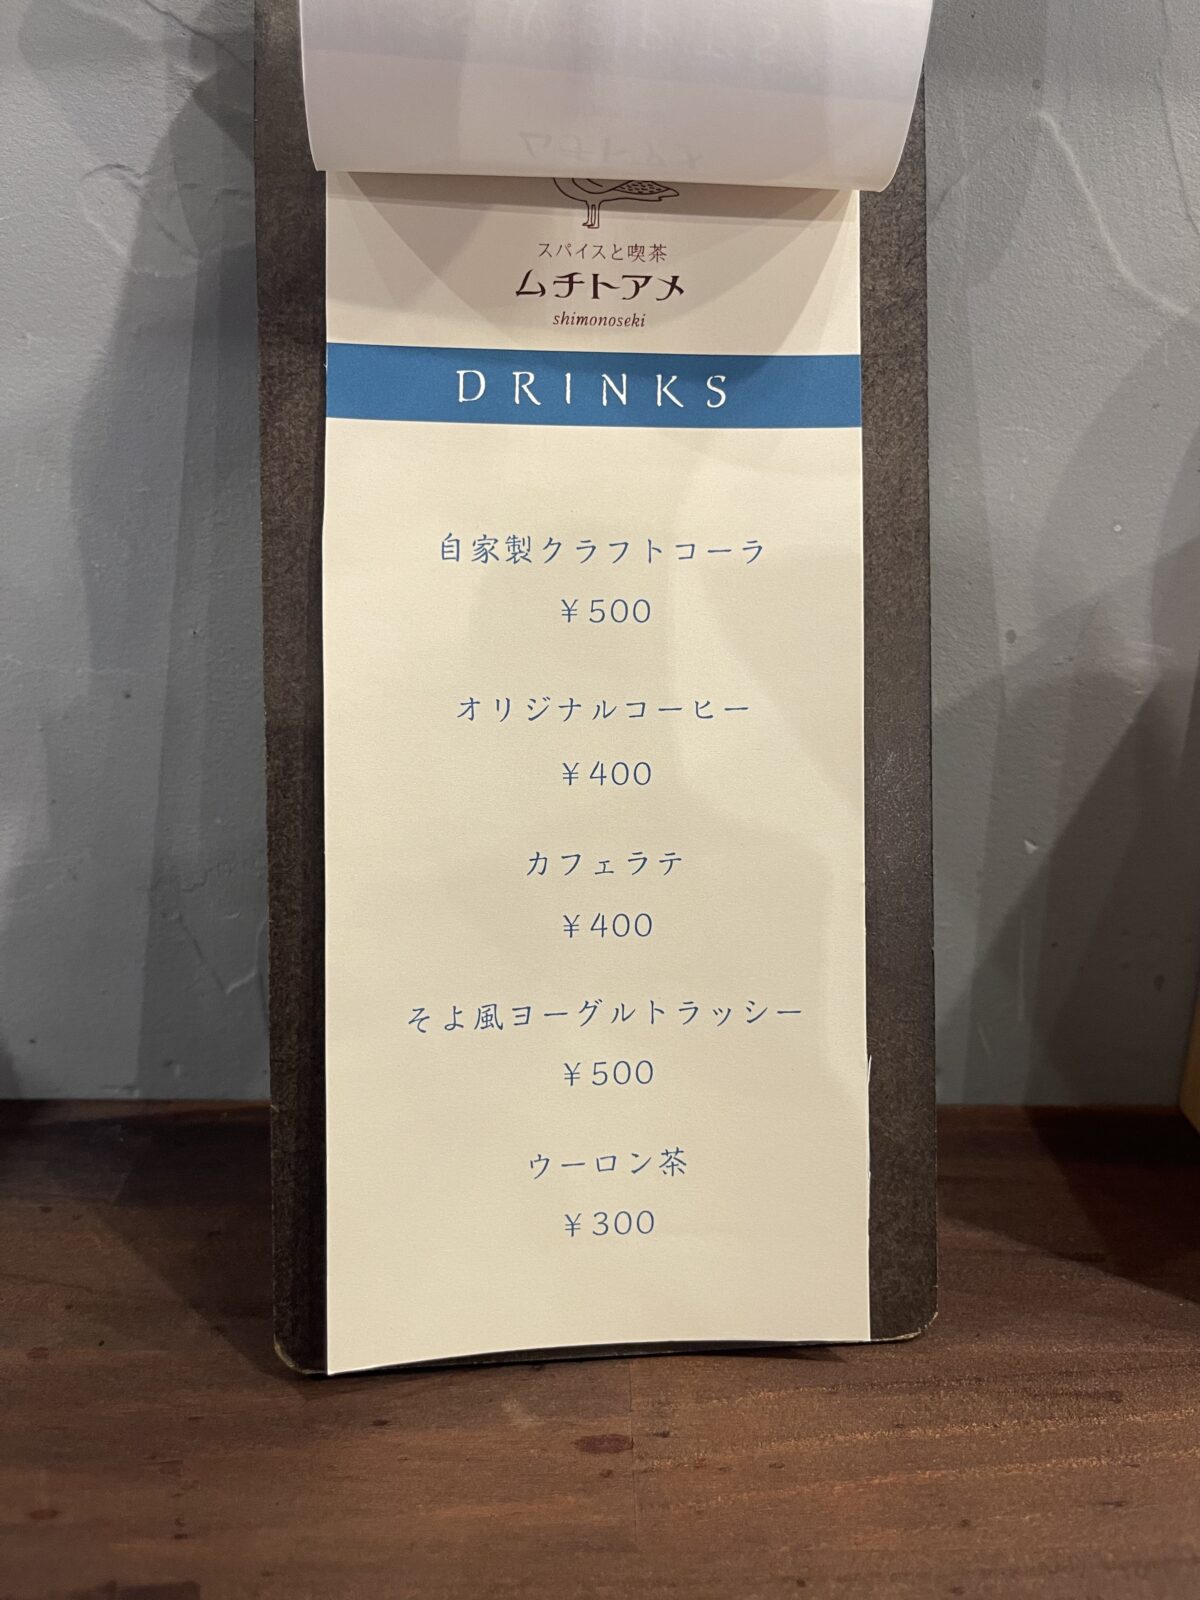 スパイスと喫茶
ムチトアメ
shimonoseki
DRINKS
自家製クラフトコーラ
¥500
オリジナルコーヒー
¥400
カフェラテ
¥400
そよ風ヨーグルトラッシー
¥500
ウーロン茶
¥300